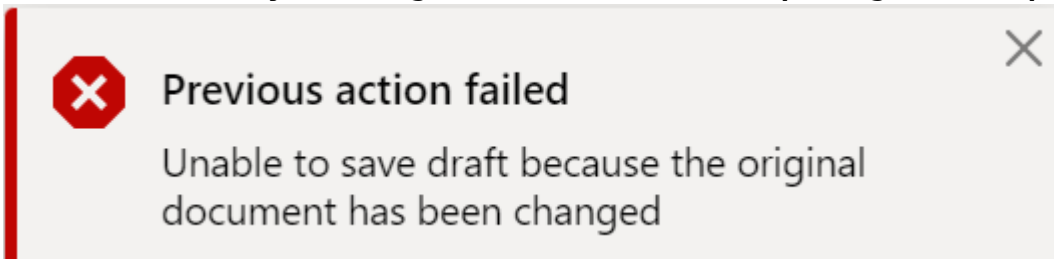 Previous action failed
Unable to save draft because the original
document has been changed